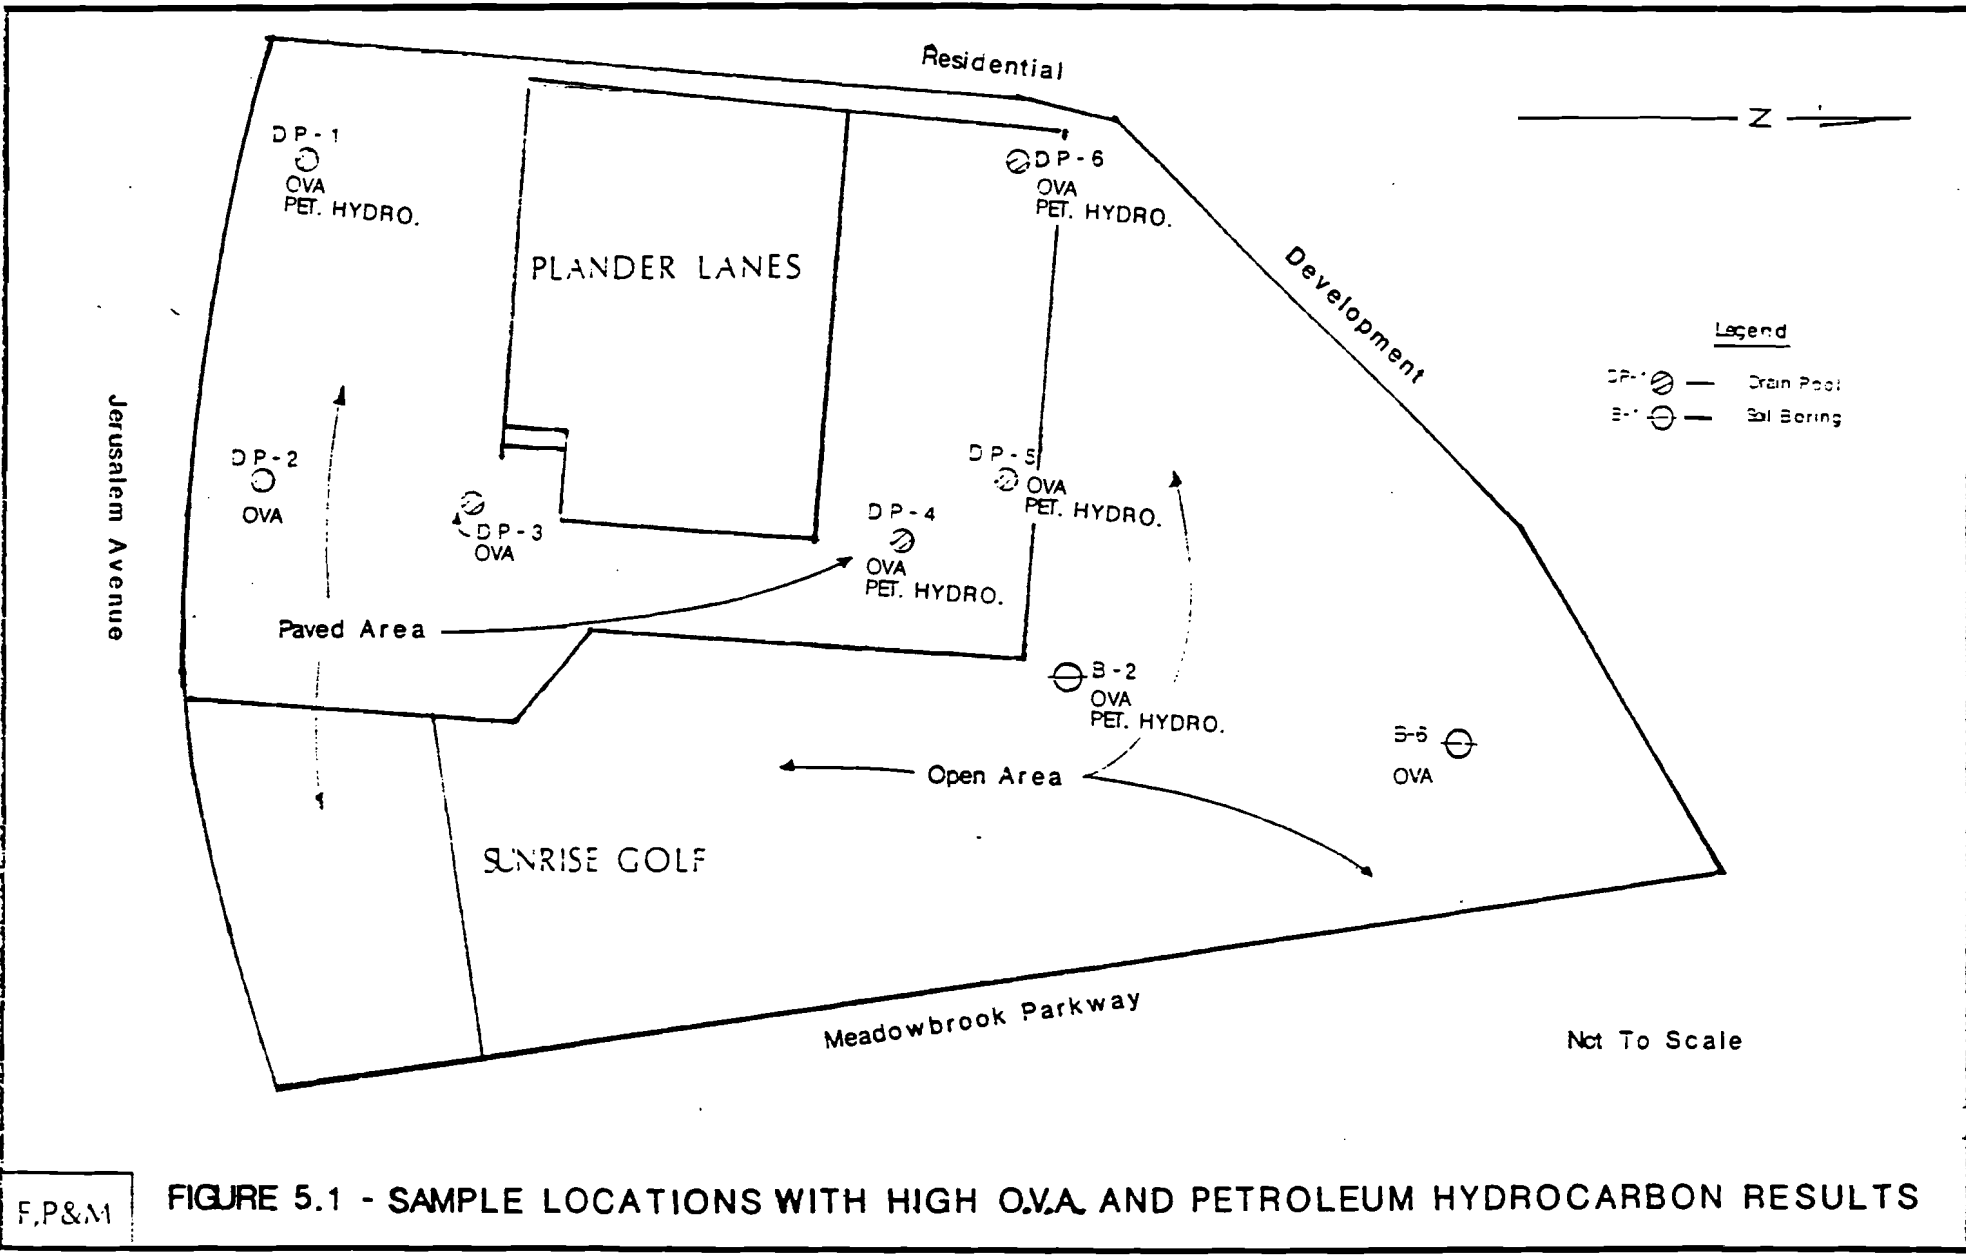 Residential
Z
DP-1
OVA
PET. HYDRO.
DP-6
OVA
PET. HYDRO.
PLANDER LANES
Development
Legend
DP-1 — Drain Pool
B-1 — Soil Boring
Jerusalem Avenue
DP-2
OVA
DP-3
OVA
DP-4
OVA
PET. HYDRO.
DP-5
OVA
PET. HYDRO.
Paved Area
B-2
OVA
PET. HYDRO.
B-6
OVA
Open Area
SUNRISE GOLF
Meadowbrook Parkway
Not To Scale
F,P&M
FIGURE 5.1 - SAMPLE LOCATIONS WITH HIGH O.V.A. AND PETROLEUM HYDROCARBON RESULTS